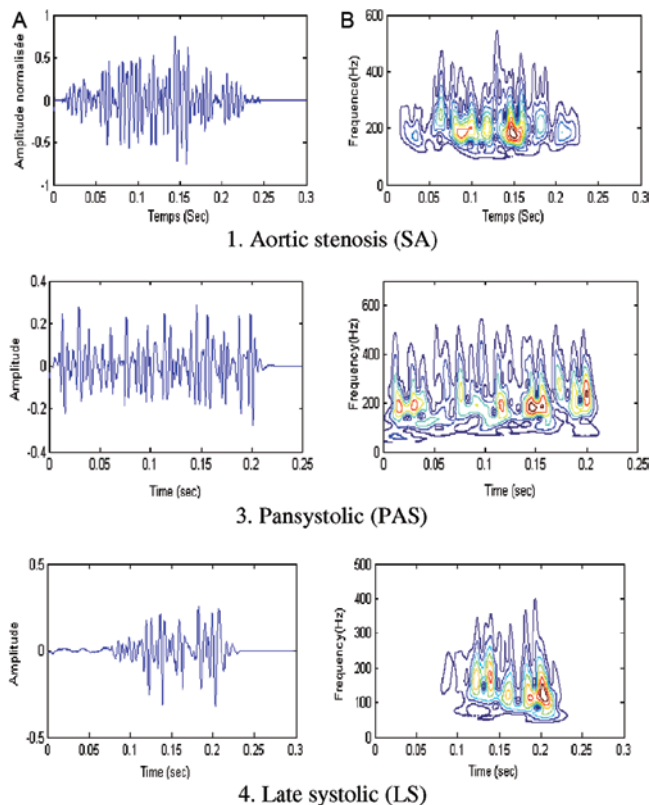 A
B
Amplitude normalisée
1
0.5
0
-0.5
-1
0 0.05 0.1 0.15 0.2 0.25 0.3
Temps (Sec)
Frequence(Hz)
600
400
200
0
0 0.05 0.1 0.15 0.2 0.25 0.3
Temps (Sec)
1. Aortic stenosis (SA)
Amplitude
0.4
0.2
0
-0.2
-0.4
0 0.05 0.1 0.15 0.2 0.25
Time (sec)
Frequency(Hz)
600
400
200
0
0 0.05 0.1 0.15 0.2 0.25
Time (sec)
3. Pansystolic (PAS)
Amplitude
0.5
0
-0.5
0 0.05 0.1 0.15 0.2 0.25 0.3
Time (sec)
Frequency(Hz)
500
400
300
200
100
0
0 0.1 0.2 0.3
Time (sec)
4. Late systolic (LS)